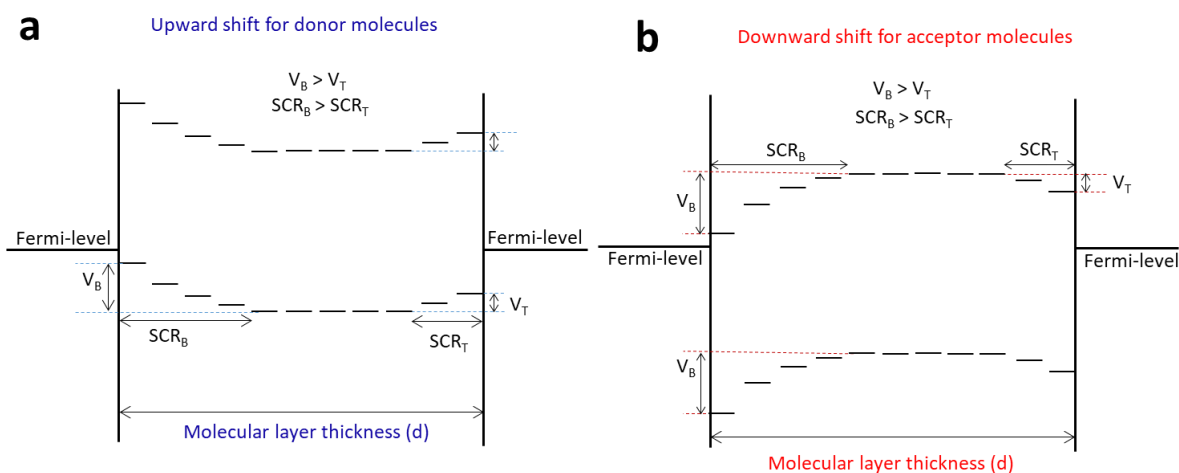 a
Upward shift for donor molecules
V_B > V_T
SCR_B > SCR_T
Fermi-level
Fermi-level
V_B
V_T
SCR_B
SCR_T
Molecular layer thickness (d)
b
Downward shift for acceptor molecules
V_B > V_T
SCR_B > SCR_T
SCR_B
SCR_T
V_B
V_T
Fermi-level
Fermi-level
V_B
Molecular layer thickness (d)